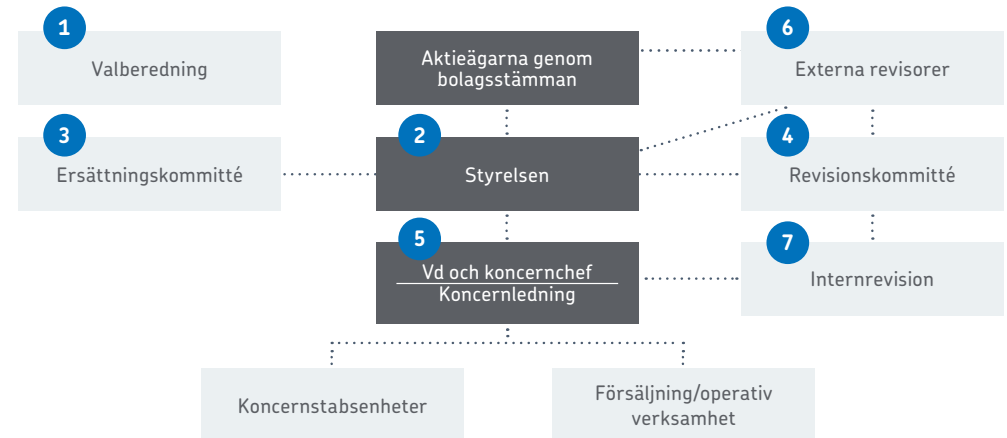 1
Valberedning
Aktieägarna genom
bolagsstämman
6
Externa revisorer
3
Ersättningskommitté
2
Styrelsen
4
Revisionskommitté
5
Vd och koncernchef
Koncernledning
7
Internrevision
Koncernstabsenheter
Försäljning/operativ
verksamhet